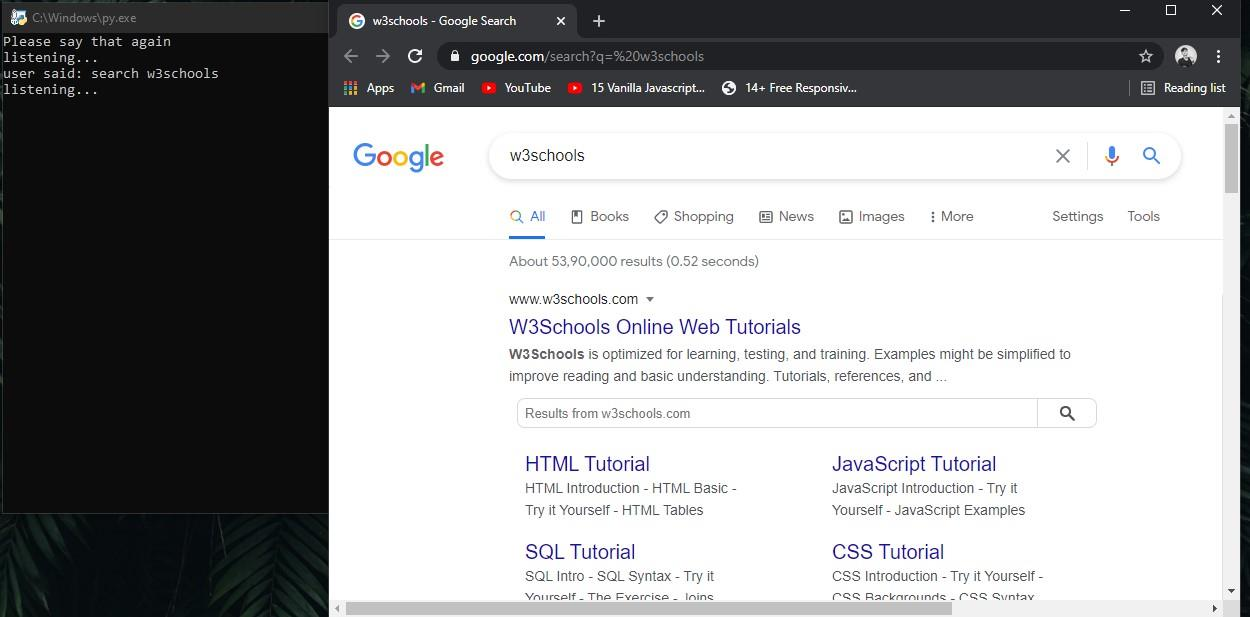 C:\Windows\py.exe
Please say that again
listening...
user said: search w3schools
listening...
w3schools - Google Search
google.com/search?q=%20w3schools
Apps Gmail YouTube 15 Vanilla Javascript... 14+ Free Responsiv... Reading list
Google
w3schools
All Books Shopping News Images More Settings Tools
About 53,90,000 results (0.52 seconds)
www.w3schools.com
W3Schools Online Web Tutorials
W3Schools is optimized for learning, testing, and training. Examples might be simplified to
improve reading and basic understanding. Tutorials, references, and ...
Results from w3schools.com
HTML Tutorial
HTML Introduction - HTML Basic -
Try it Yourself - HTML Tables
JavaScript Tutorial
JavaScript Introduction - Try it
Yourself - JavaScript Examples
SQL Tutorial
SQL Intro - SQL Syntax - Try it
Yourself - The Exercise - Joins
CSS Tutorial
CSS Introduction - Try it Yourself -
CSS Backgrounds - CSS Syntax